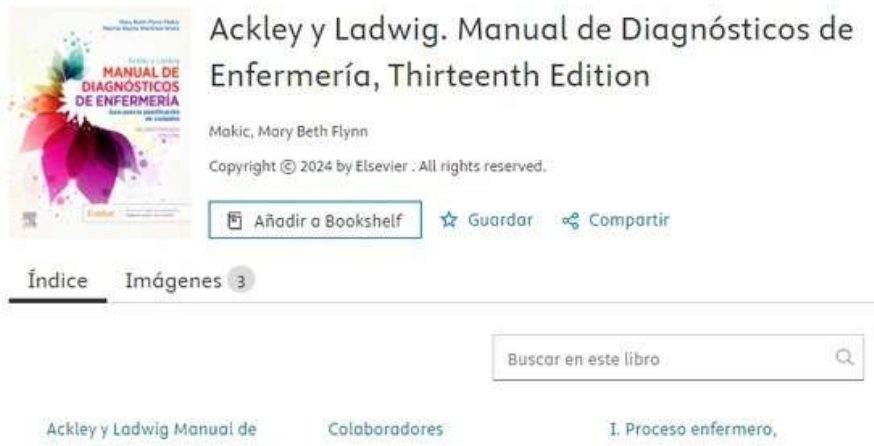 Ackley y Ladwig. Manual de Diagnósticos de
Enfermería, Thirteenth Edition
MANUAL DE
DIAGNÓSTICOS
DE ENFERMERÍA
Makic, Mary Beth Flynn
Copyright © 2024 by Elsevier . All rights reserved.
Añadir a Bookshelf Guardar Compartir
Índice Imágenes 3
Buscar en este libro
Ackley y Ladwig Manual de Colaboradores I. Proceso enfermero,